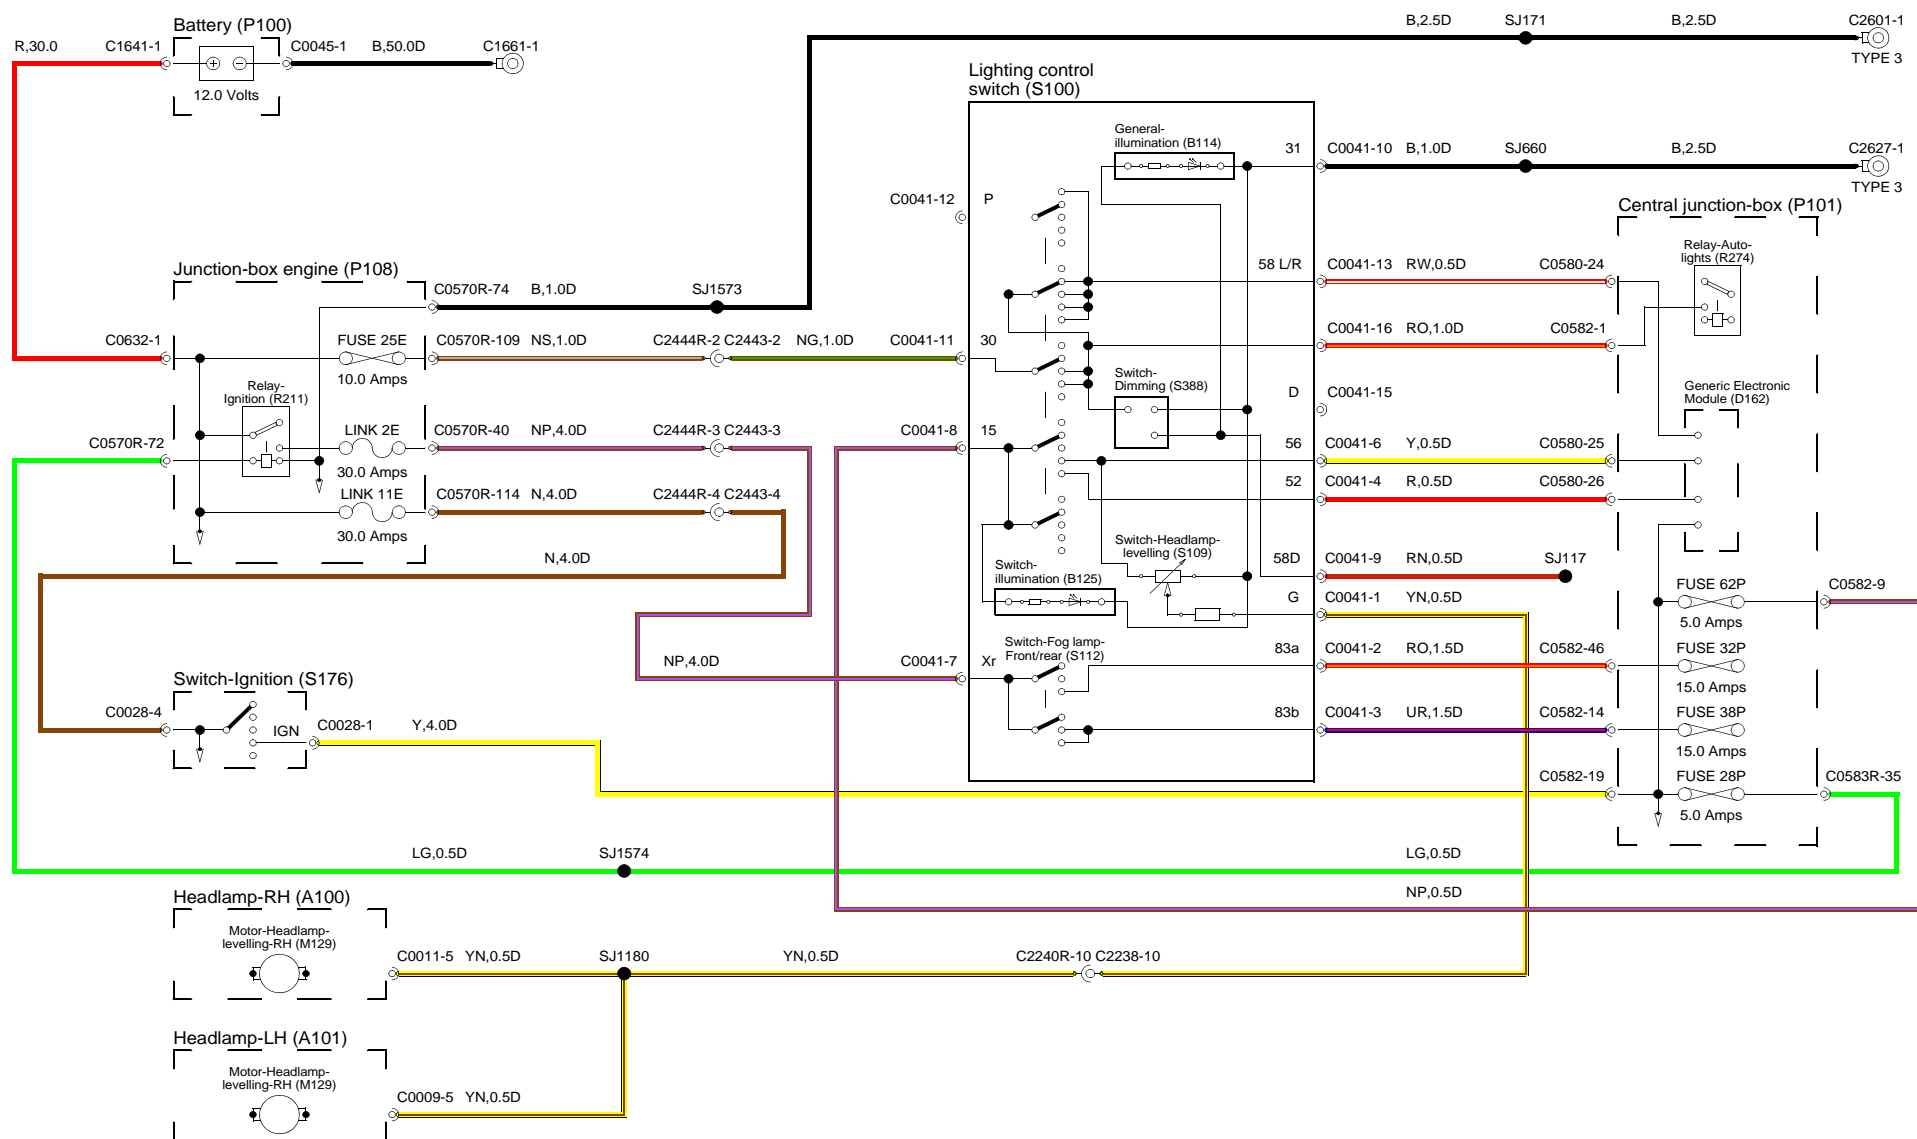 Battery (P100)
R,30.0
C1641-1
C0045-1
B,50.0D
C1661-1
12.0 Volts
B,2.5D
SJ171
B,2.5D
C2601-1
TYPE 3
Lighting control
switch (S100)
General-
illumination (B114)
31
C0041-10
B,1.0D
SJ660
B,2.5D
C2627-1
TYPE 3
C0041-12
P
Central junction-box (P101)
Relay-Auto-
lights (R274)
58 L/R
C0041-13
RW,0.5D
C0580-24
Junction-box engine (P108)
C0570R-74
B,1.0D
SJ1573
C0041-16
RO,1.0D
C0582-1
C0632-1
FUSE 25E
10.0 Amps
C0570R-109
NS,1.0D
C2444R-2
C2443-2
NG,1.0D
C0041-11
30
Relay-
Ignition (R211)
Switch-
Dimming (S388)
D
C0041-15
Generic Electronic
Module (D162)
C0570R-72
LINK 2E
30.0 Amps
C0570R-40
NP,4.0D
C2444R-3
C2443-3
C0041-8
15
56
C0041-6
Y,0.5D
C0580-25
52
C0041-4
R,0.5D
C0580-26
LINK 11E
30.0 Amps
C0570R-114
N,4.0D
C2444R-4
C2443-4
N,4.0D
Switch-Headlamp-
levelling (S109)
58D
C0041-9
RN,0.5D
SJ117
Switch-
illumination (B125)
G
C0041-1
YN,0.5D
FUSE 62P
5.0 Amps
C0582-9
Switch-Fog lamp-
Front/rear (S112)
NP,4.0D
C0041-7
Xr
83a
C0041-2
RO,1.5D
C0582-46
FUSE 32P
15.0 Amps
83b
C0041-3
UR,1.5D
C0582-14
FUSE 38P
15.0 Amps
Switch-Ignition (S176)
C0028-4
IGN
C0028-1
Y,4.0D
C0582-19
FUSE 28P
5.0 Amps
C0583R-35
LG,0.5D
SJ1574
LG,0.5D
NP,0.5D
Headlamp-RH (A100)
Motor-Headlamp-
levelling-RH (M129)
C0011-5
YN,0.5D
SJ1180
YN,0.5D
C2240R-10
C2238-10
Headlamp-LH (A101)
Motor-Headlamp-
levelling-RH (M129)
C0009-5
YN,0.5D